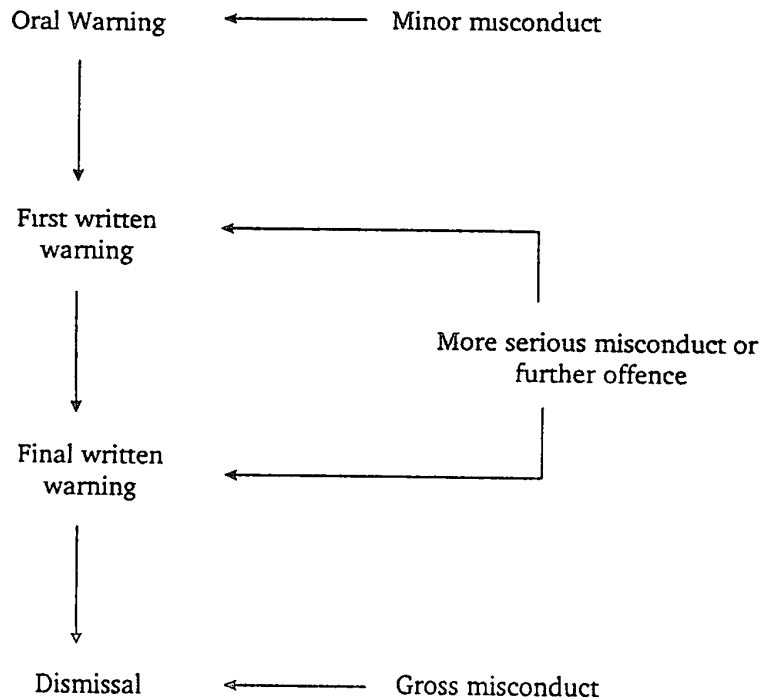 Oral Warning
Minor misconduct
First written
warning
More serious misconduct or
further offence
Final written
warning
Dismissal
Gross misconduct